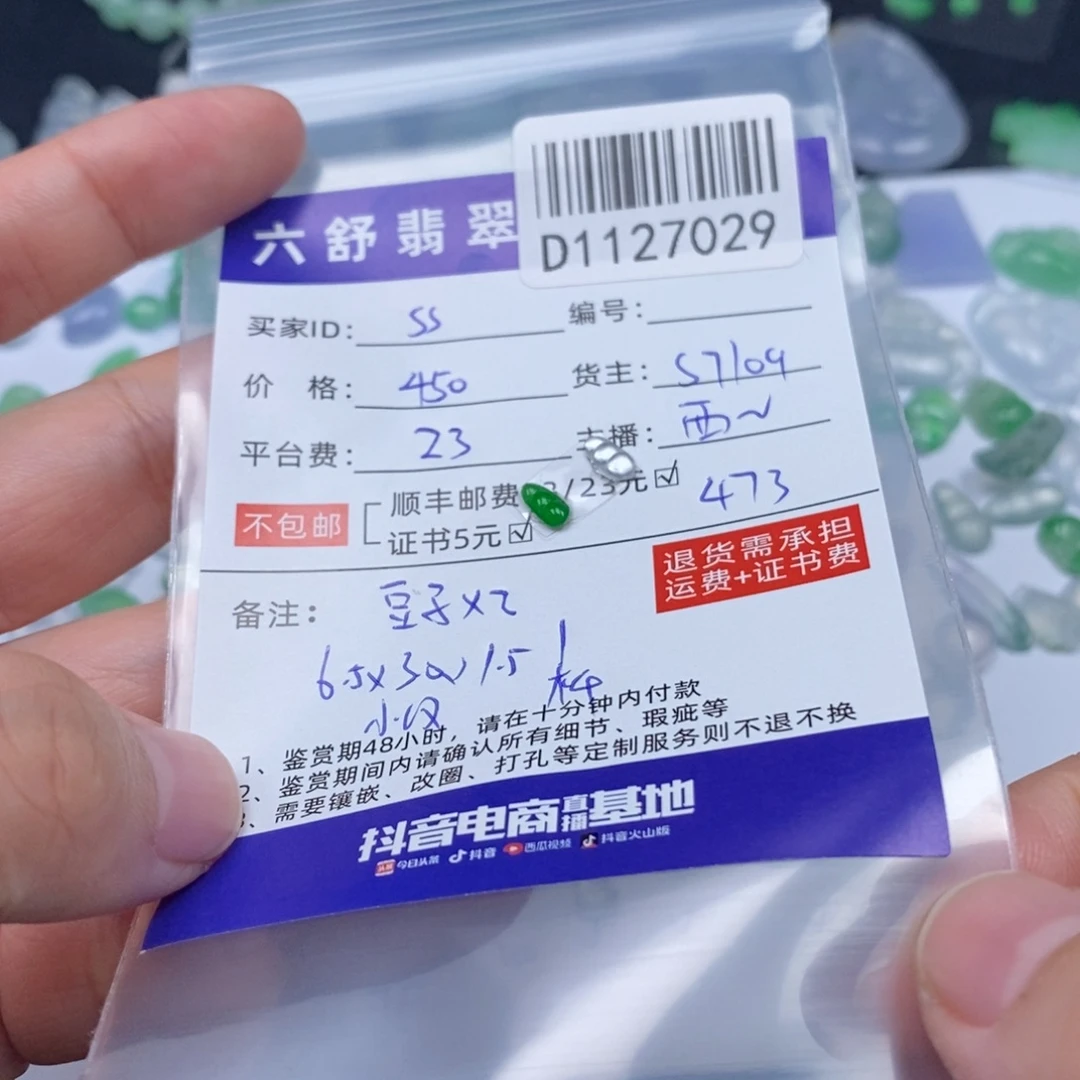 六舒翡翠
D1127029
买家ID: SS 编号:
价 格: 450 货主: S7109
平台费: 23 主播: 西~
不包邮 顺丰邮费 /23元☑ 473
证书5元☑
退货需承担
运费+证书费
备注: 豆子x2
6.5x3 1.5
1、鉴赏期48小时，请在十分钟内付款
2、鉴赏期间内请确认所有细节、瑕疵等
3、需要镶嵌、改圈、打孔等定制服务则不退不换
抖音电商直播基地
头条 今日头条 抖音 西瓜视频 抖音火山版